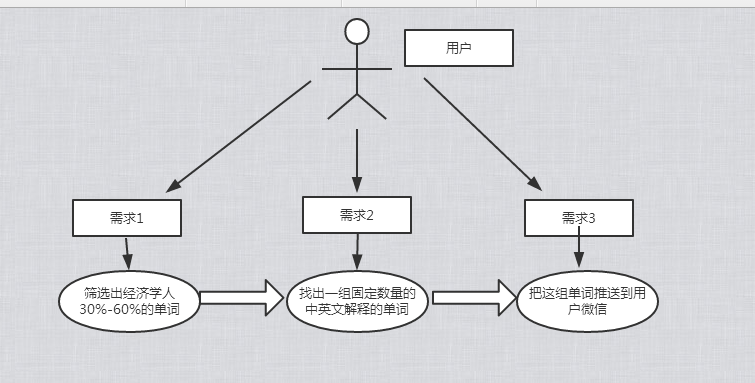 用户
需求1
需求2
需求3
筛选出经济学人
30%-60%的单词
找出一组固定数量的
中英文解释的单词
把这组单词推送到用
户微信